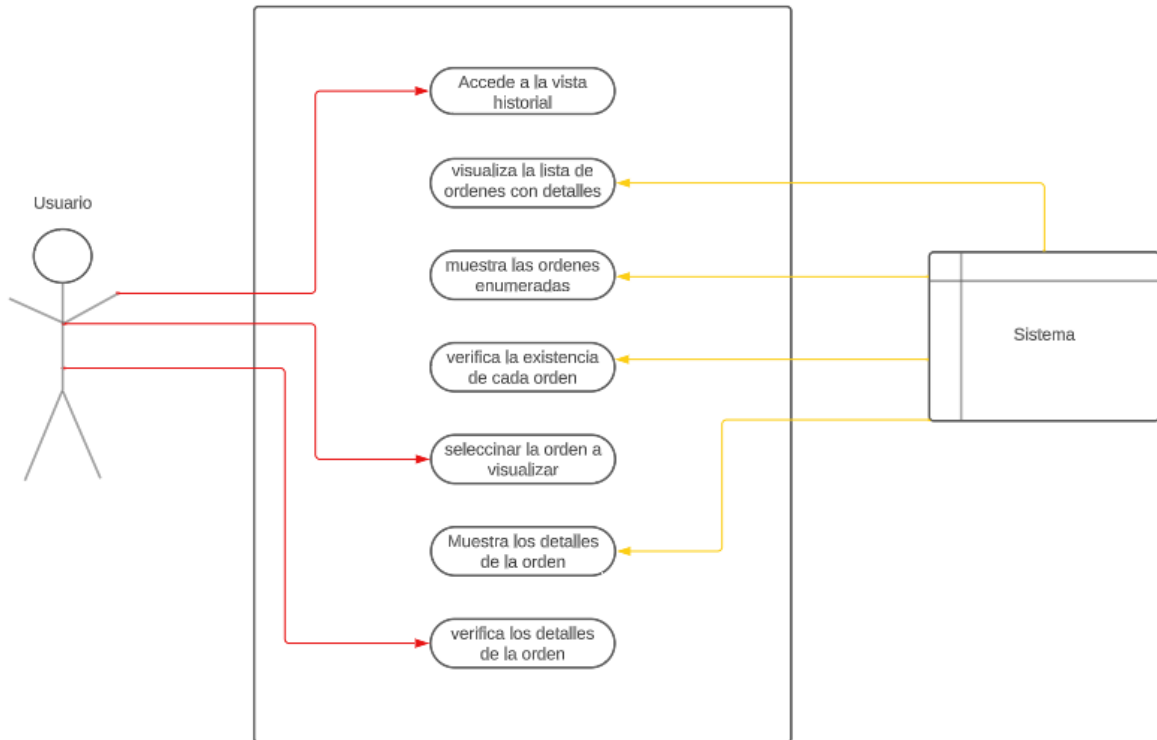 Accede a la vista
historial
visualiza la lista de
ordenes con detalles
Usuario
muestra las ordenes
enumeradas
Sistema
verifica la existencia
de cada orden
seleccinar la orden a
visualizar
Muestra los detalles
de la orden
verifica los detalles
de la orden